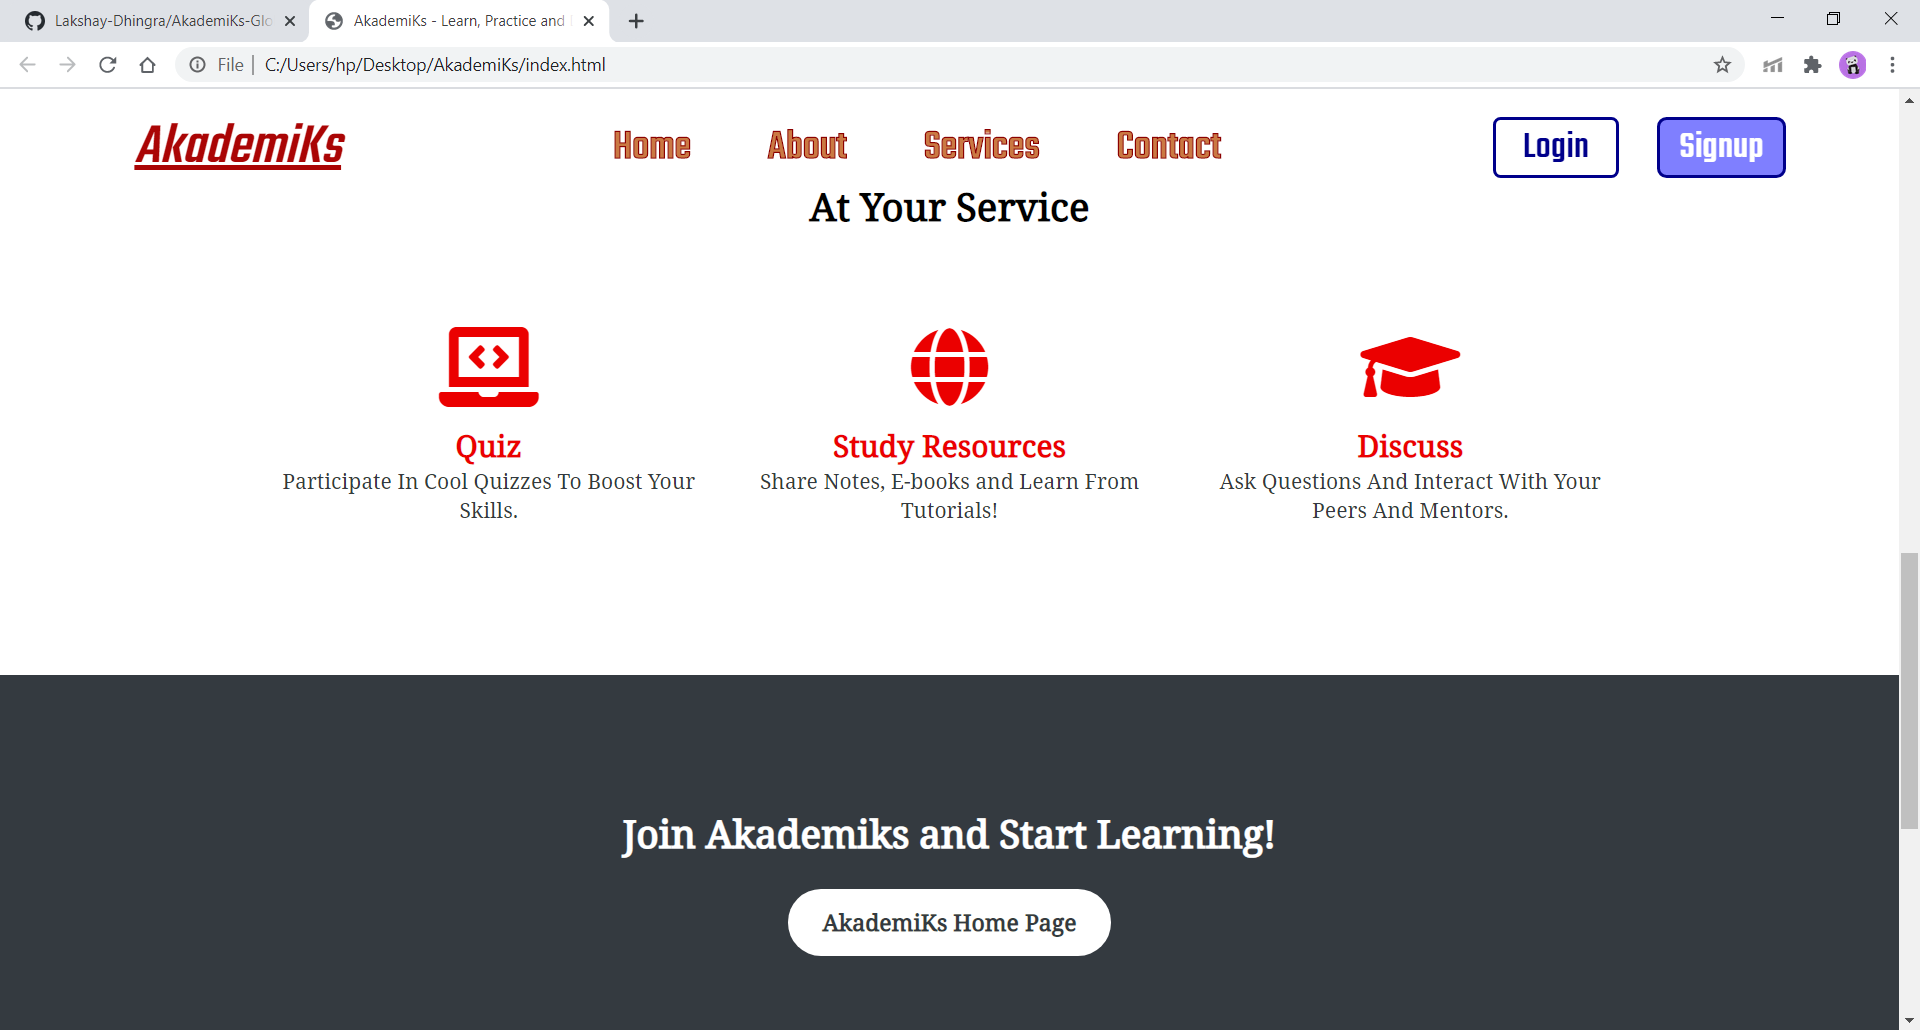 Lakshay-Dhingra/AkademiKs-Glo
AkademiKs - Learn, Practice and
File
C:/Users/hp/Desktop/AkademiKs/index.html
AkademiKs
Home
About
Services
Contact
Login
Signup
At Your Service
Quiz
Participate In Cool Quizzes To Boost Your
Skills.
Study Resources
Share Notes, E-books and Learn From
Tutorials!
Discuss
Ask Questions And Interact With Your
Peers And Mentors.
Join Akademiks and Start Learning!
AkademiKs Home Page